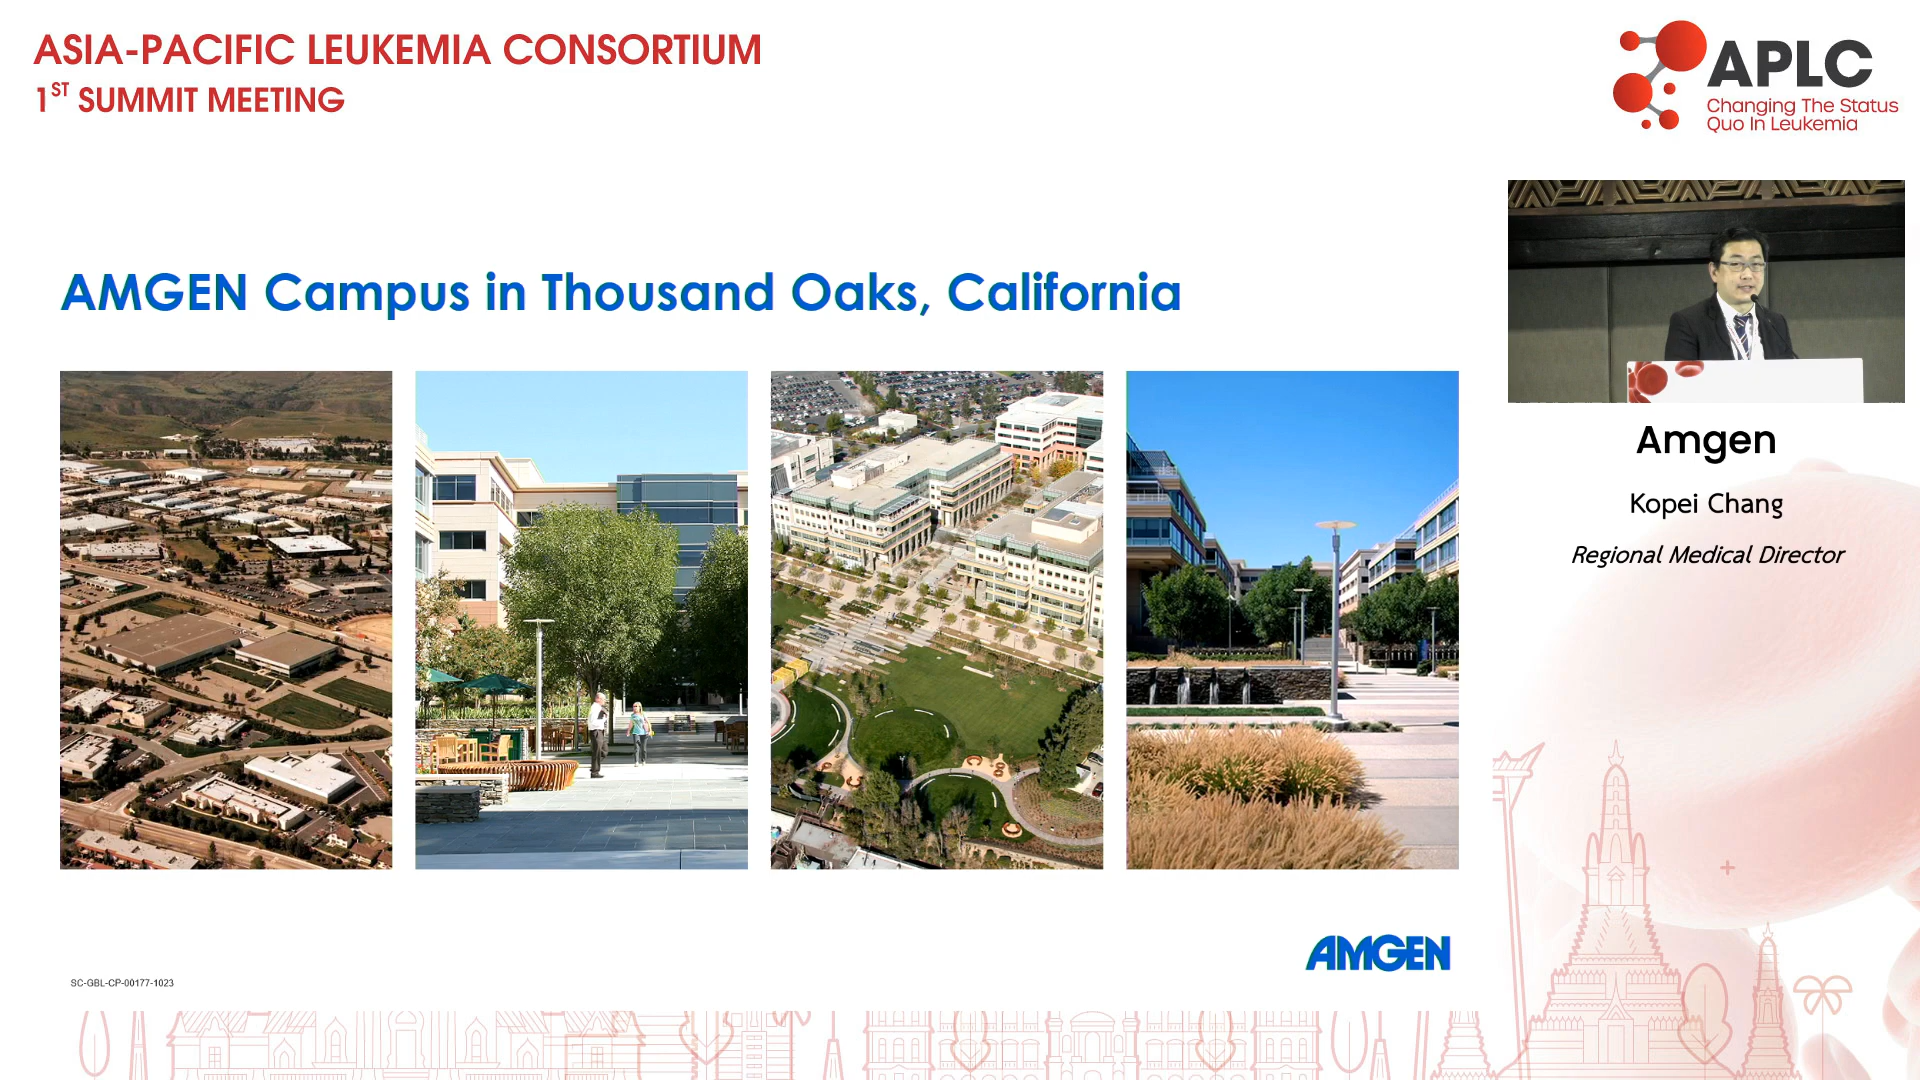 ASIA-PACIFIC LEUKEMIA CONSORTIUM
1ST SUMMIT MEETING
APLC
Changing The Status
Quo In Leukemia
AMGEN Campus in Thousand Oaks, California
Amgen
Kopei Chang
Regional Medical Director
AMGEN
SC-GBL-CP-00177-1023